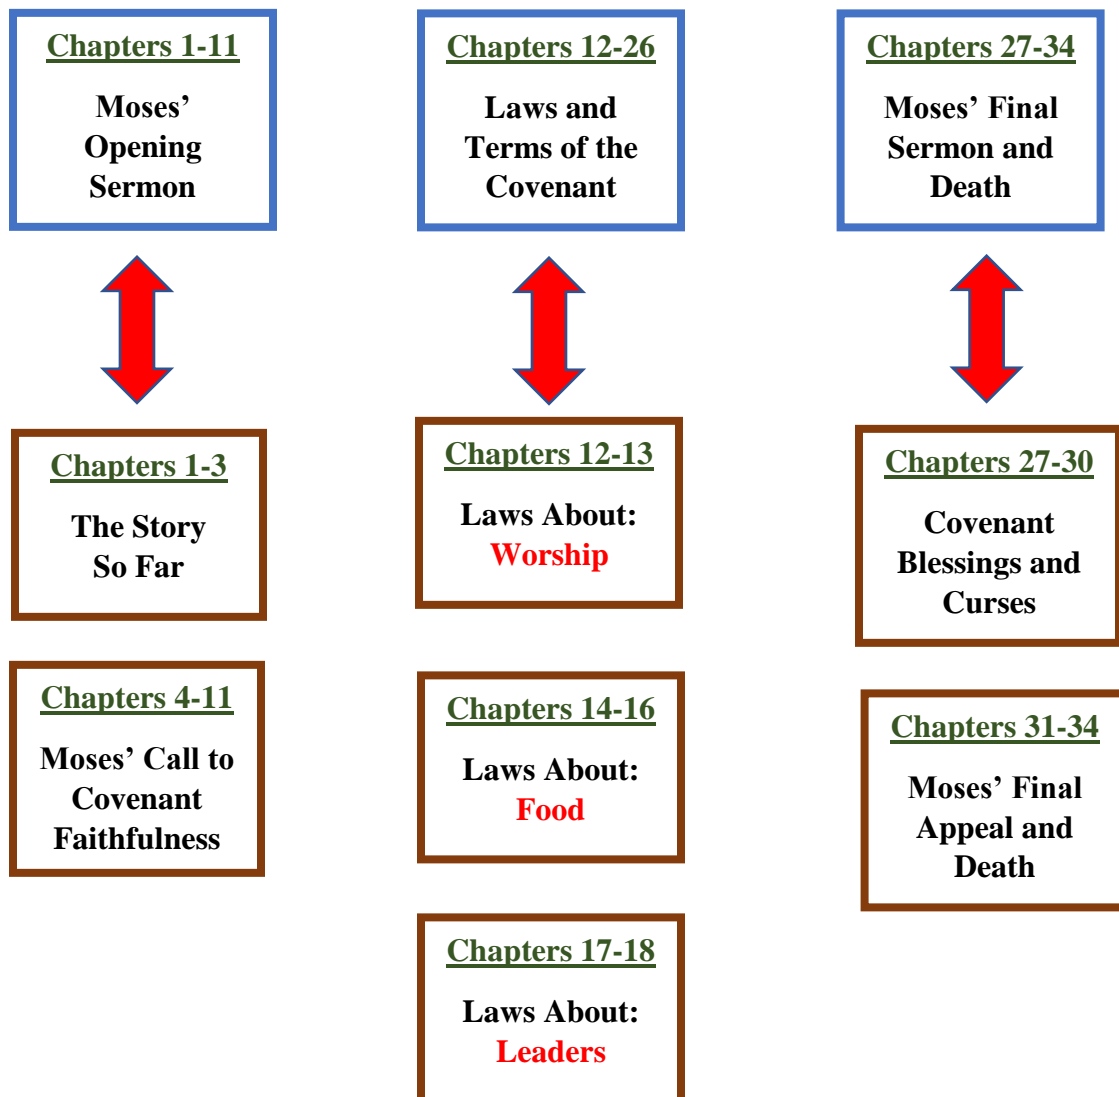 Chapters 1-11
Moses’
Opening
Sermon
Chapters 12-26
Laws and
Terms of the
Covenant
Chapters 27-34
Moses’ Final
Sermon and
Death
Chapters 1-3
The Story
So Far
Chapters 4-11
Moses’ Call to
Covenant
Faithfulness
Chapters 12-13
Laws About:
Worship
Chapters 14-16
Laws About:
Food
Chapters 17-18
Laws About:
Leaders
Chapters 27-30
Covenant
Blessings and
Curses
Chapters 31-34
Moses’ Final
Appeal and
Death